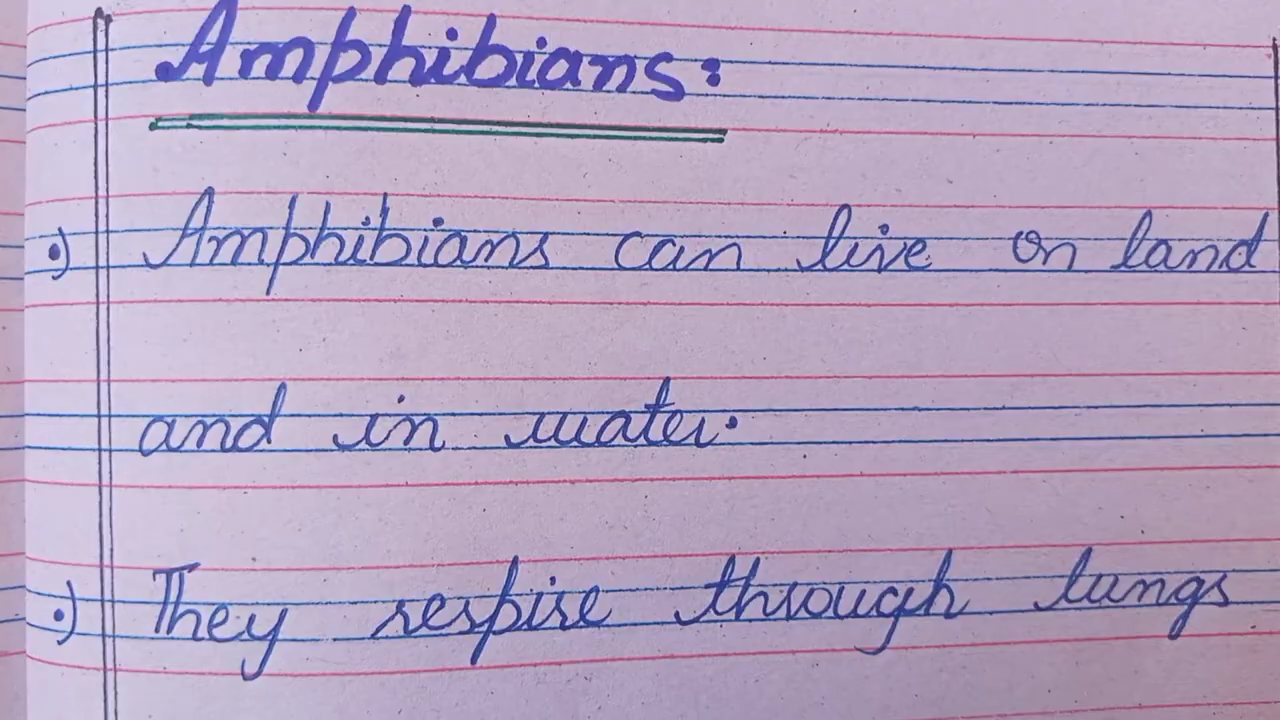 Amphibians:
•) Amphibians can live on land
and in water.
•) They respire through lungs